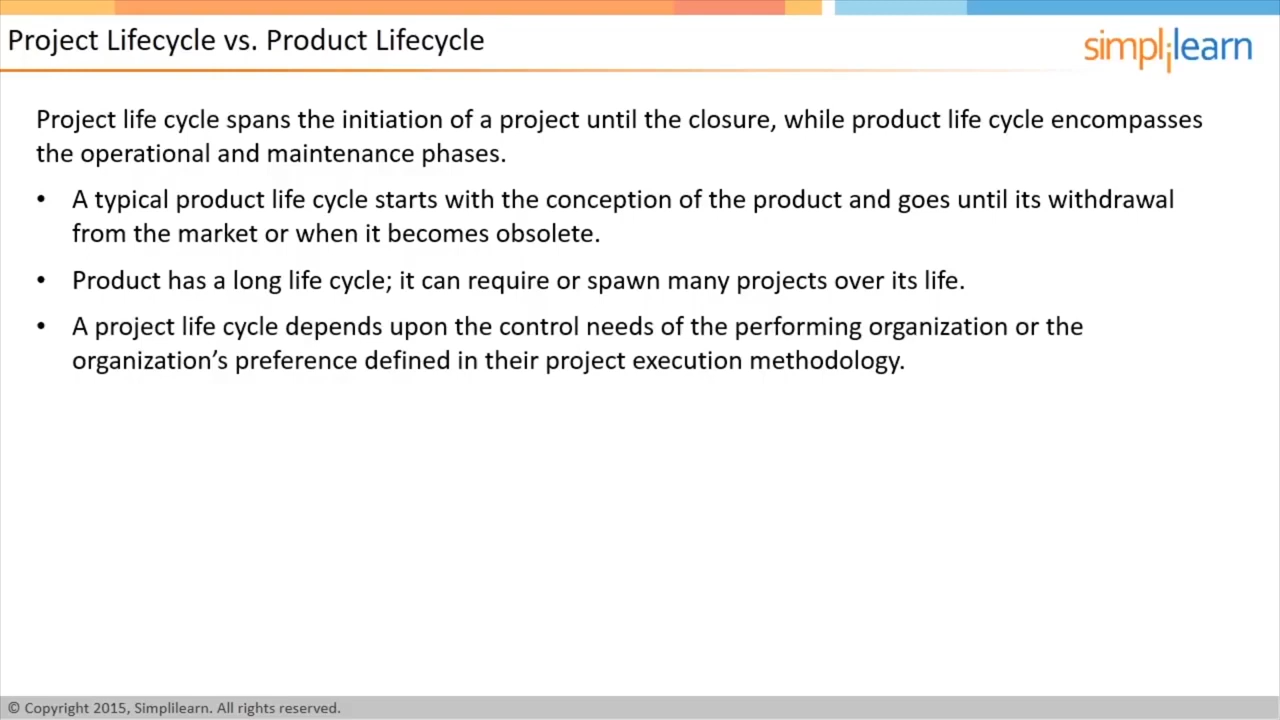 Project Lifecycle vs. Product Lifecycle
simplilearn
Project life cycle spans the initiation of a project until the closure, while product life cycle encompasses
the operational and maintenance phases.
• A typical product life cycle starts with the conception of the product and goes until its withdrawal
from the market or when it becomes obsolete.
• Product has a long life cycle; it can require or spawn many projects over its life.
• A project life cycle depends upon the control needs of the performing organization or the
organization’s preference defined in their project execution methodology.
© Copyright 2015, Simplilearn. All rights reserved.